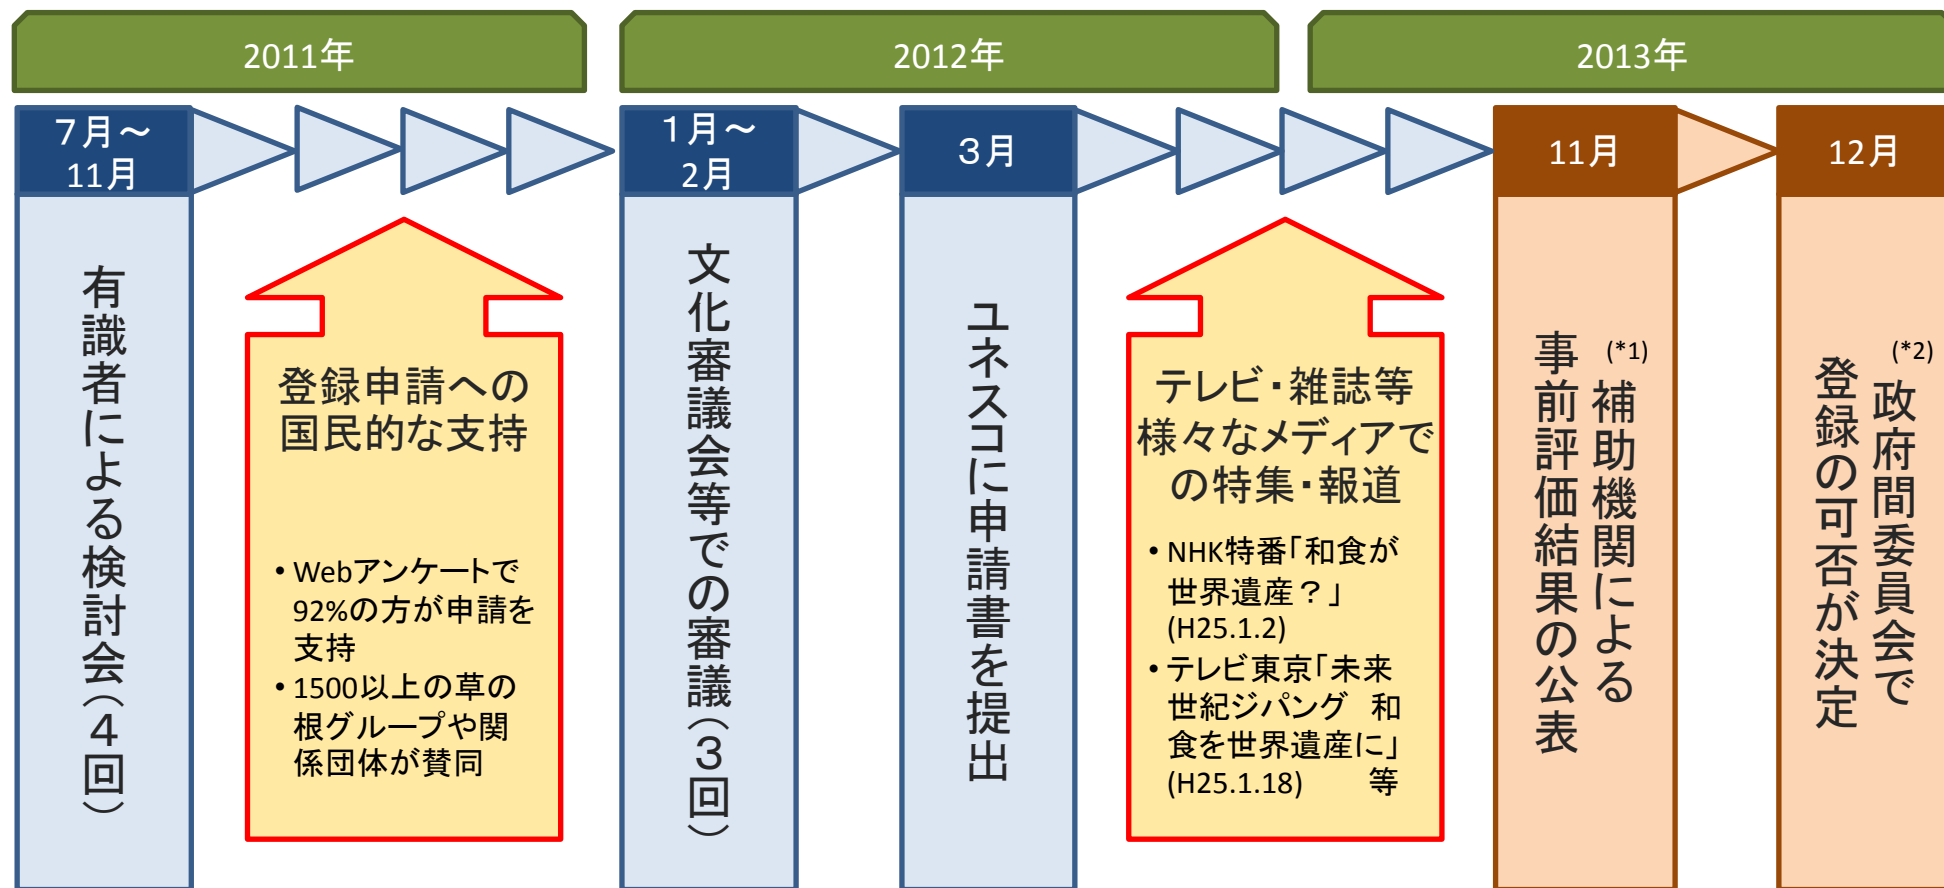 2011年
2012年
2013年
７月～
11月
１月～
2月
３月
11月
12月
有識者による検討会（４回）
登録申請への
国民的な支持
• Webアンケートで
92%の方が申請を
支持
• 1500以上の草の
根グループや関
係団体が賛同
文化審議会等での審議（３回）
ユネスコに申請書を提出
テレビ・雑誌等
様々なメディアで
の特集・報道
• NHK特番「和食が
世界遺産？」
(H25.1.2)
• テレビ東京「未来
世紀ジパング　和
食を世界遺産に」
(H25.1.18)　　等
(*1)
補助機関による
事前評価結果の公表
(*2)
政府間委員会で
登録の可否が決定